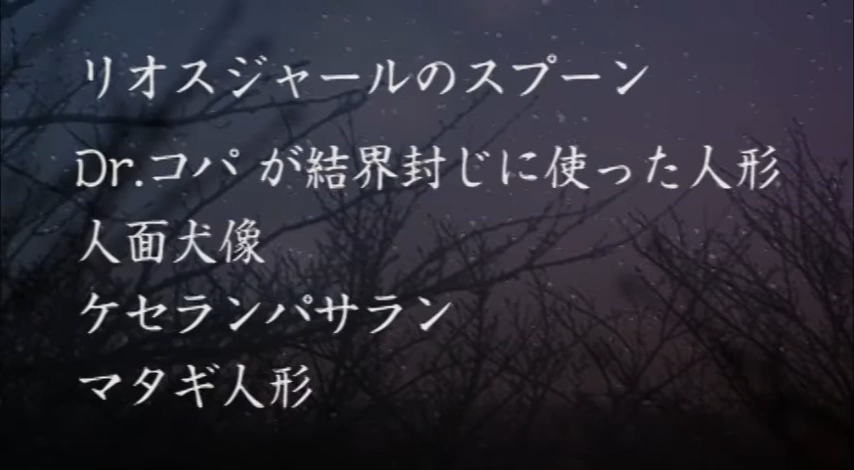 リオスジャールのスプーン
Dr.コパ が結界封じに使った人形
人面犬像
ケセランパサラン
マタギ人形